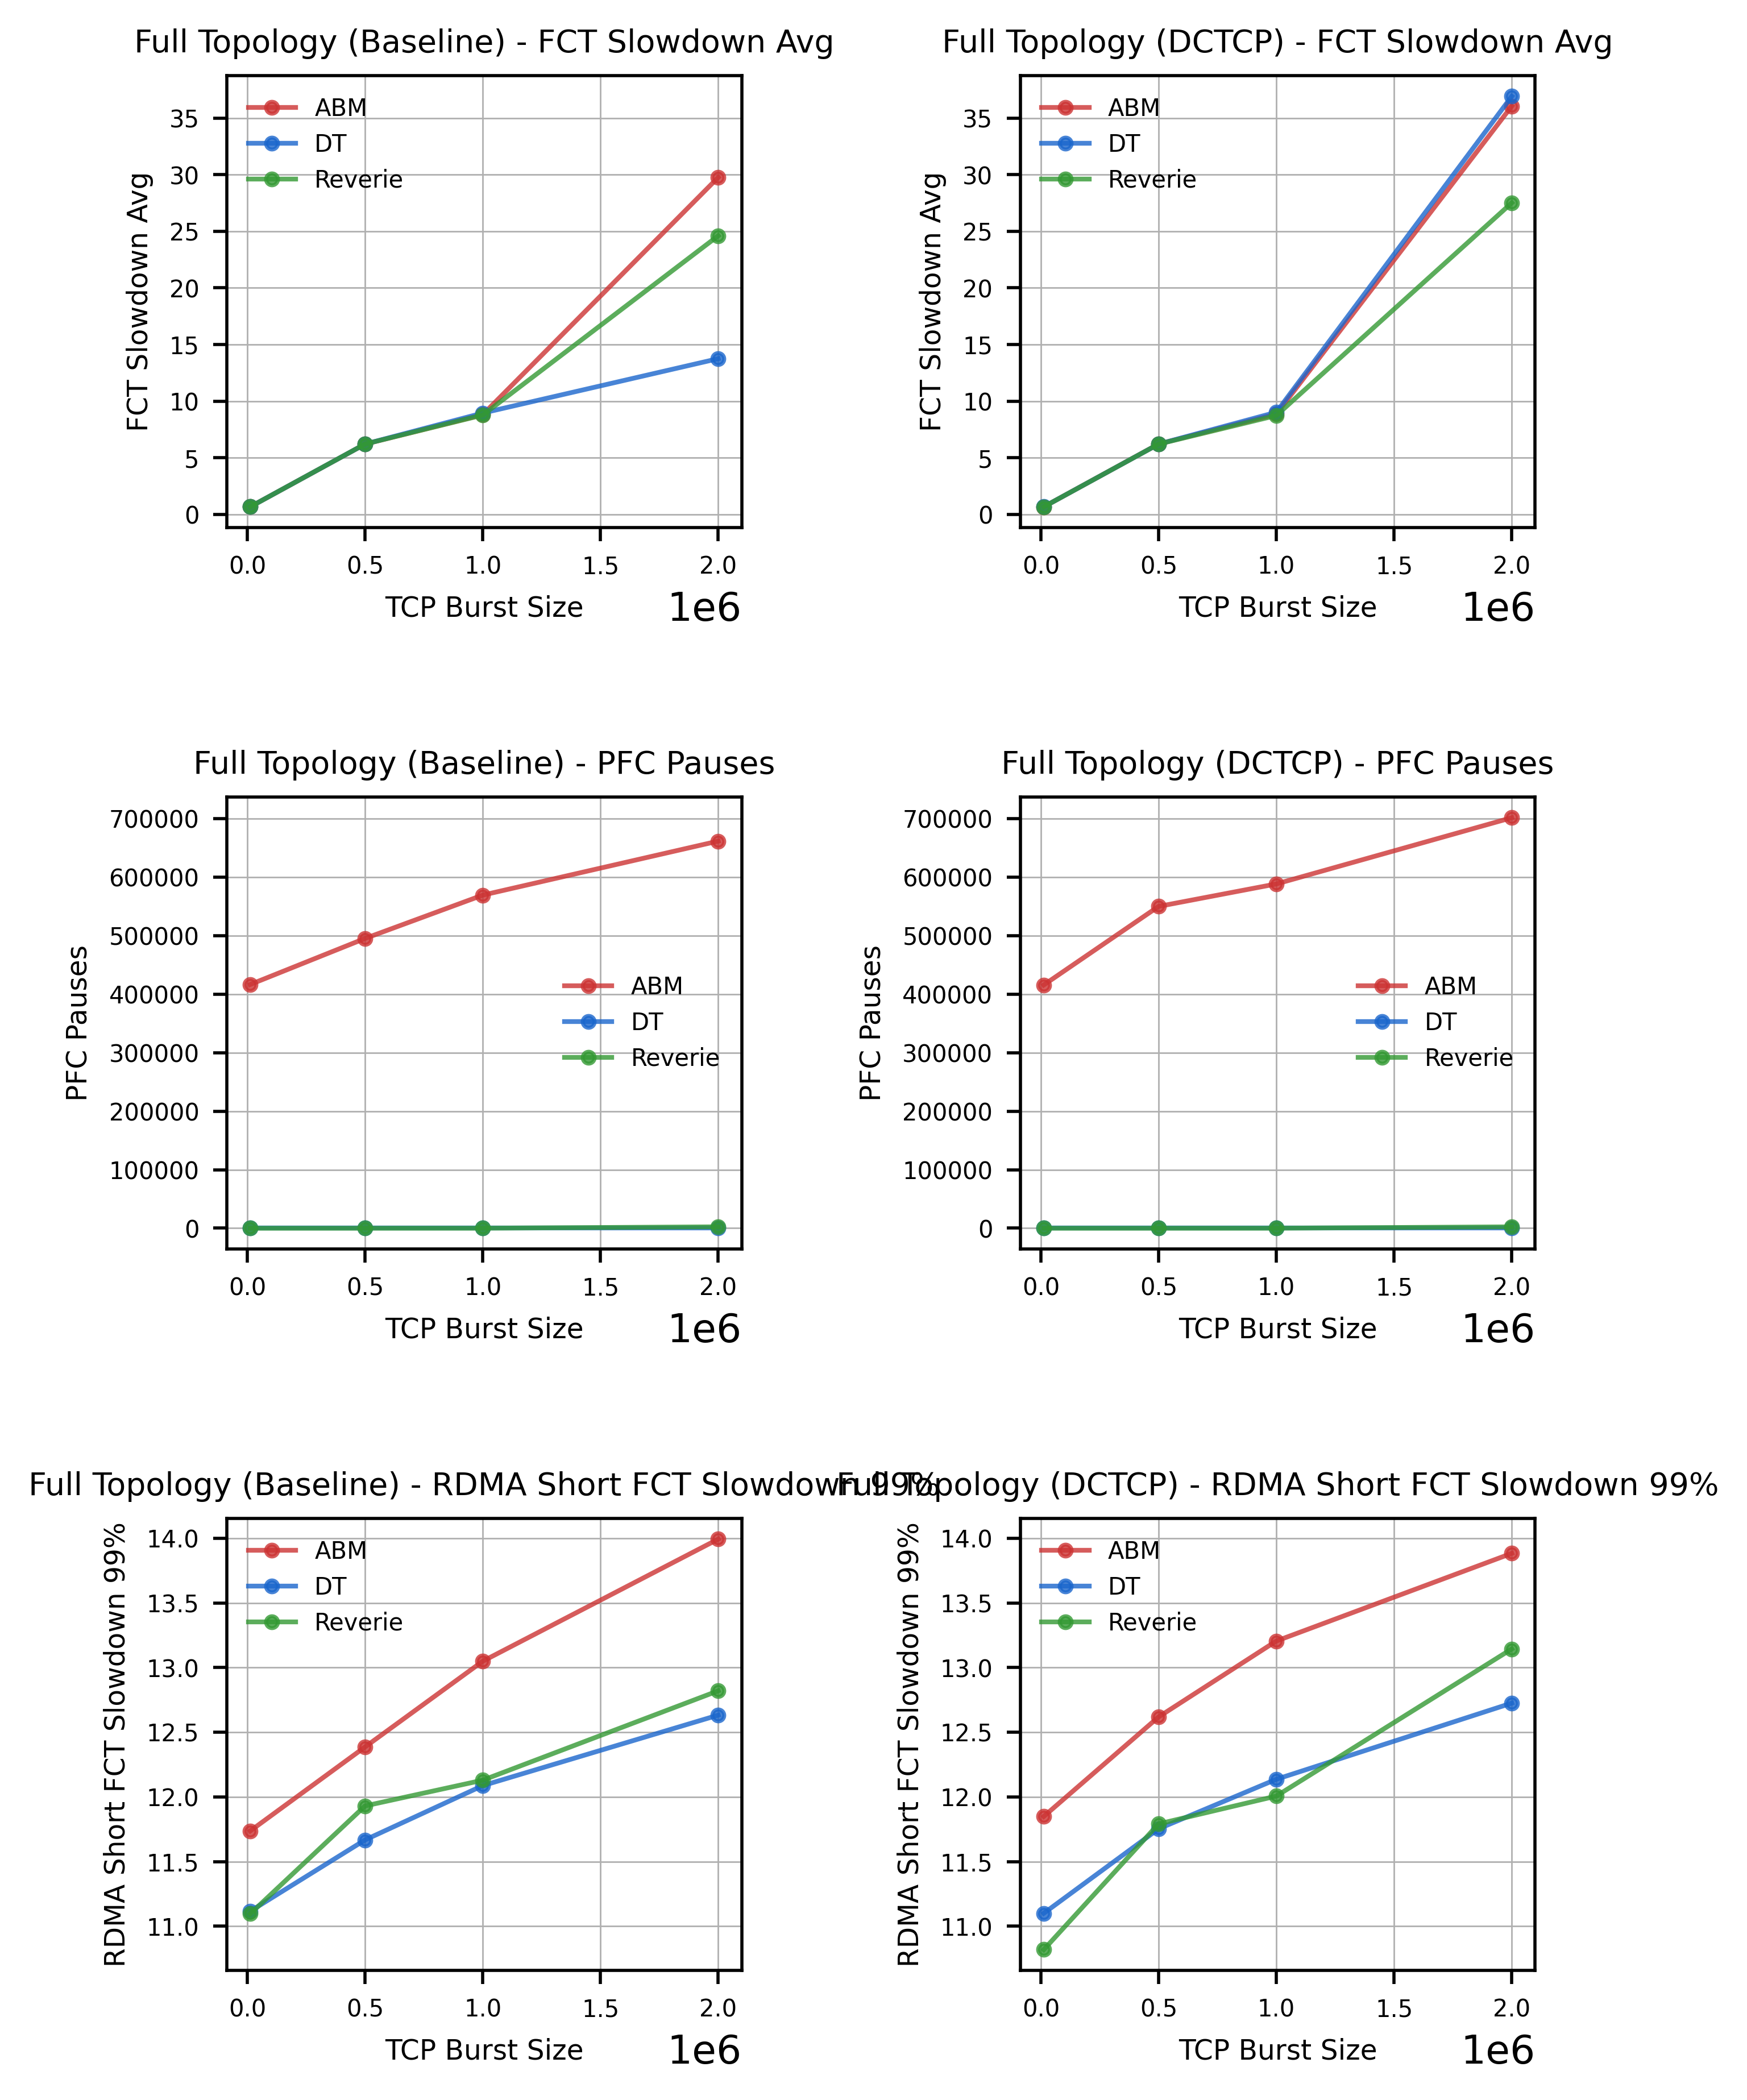 Full Topology (Baseline) - FCT Slowdown Avg
FCT Slowdown Avg
35
30
25
20
15
10
5
0
ABM
DT
Reverie
0.0 0.5 1.0 1.5 2.0
TCP Burst Size 1e6
Full Topology (DCTCP) - FCT Slowdown Avg
FCT Slowdown Avg
35
30
25
20
15
10
5
0
ABM
DT
Reverie
0.0 0.5 1.0 1.5 2.0
TCP Burst Size 1e6
Full Topology (Baseline) - PFC Pauses
PFC Pauses
700000
600000
500000
400000
300000
200000
100000
0
ABM
DT
Reverie
0.0 0.5 1.0 1.5 2.0
TCP Burst Size 1e6
Full Topology (DCTCP) - PFC Pauses
PFC Pauses
700000
600000
500000
400000
300000
200000
100000
0
ABM
DT
Reverie
0.0 0.5 1.0 1.5 2.0
TCP Burst Size 1e6
Full Topology (Baseline) - RDMA Short FCT Slowdown 99%
RDMA Short FCT Slowdown 99%
14.0
13.5
13.0
12.5
12.0
11.5
11.0
ABM
DT
Reverie
0.0 0.5 1.0 1.5 2.0
TCP Burst Size 1e6
Full Topology (DCTCP) - RDMA Short FCT Slowdown 99%
RDMA Short FCT Slowdown 99%
14.0
13.5
13.0
12.5
12.0
11.5
11.0
ABM
DT
Reverie
0.0 0.5 1.0 1.5 2.0
TCP Burst Size 1e6